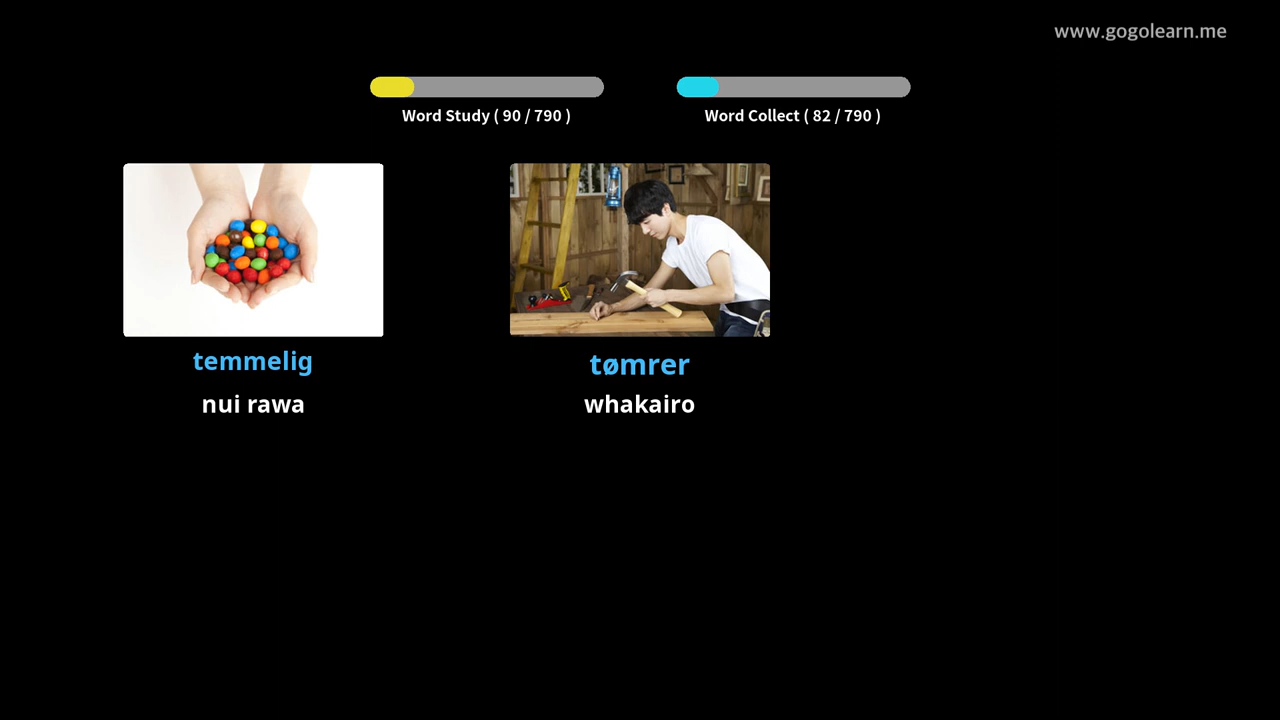 www.gogolearn.me
Word Study ( 90 / 790 )
Word Collect ( 82 / 790 )
temmelig
nui rawa
tømrer
whakairo